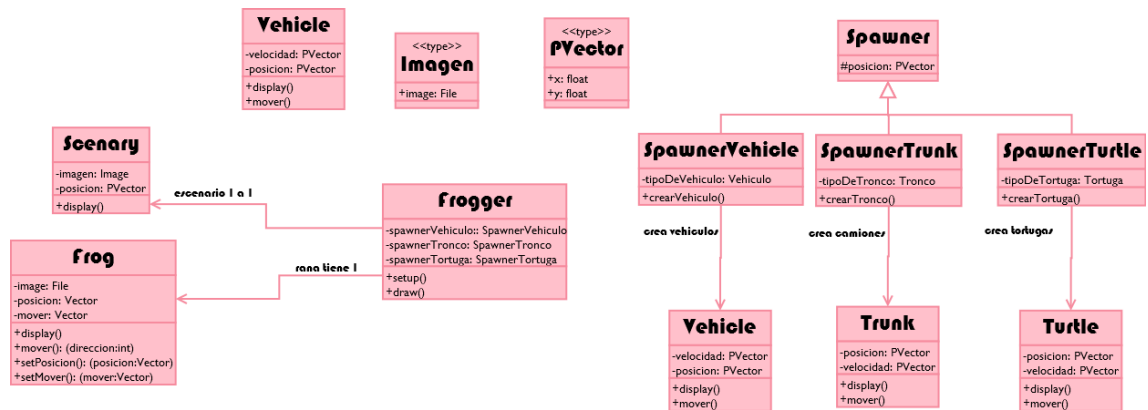 Vehicle
-velocidad: PVector
-posicion: PVector
+display()
+mover()
<<type>>
Imagen
+image: File
<<type>>
PVector
+x: float
+y: float
Spawner
#posicion: PVector
Scenary
-imagen: Image
-posicion: PVector
+display()
escenario 1 a 1
Frog
-image: File
-posicion: Vector
-mover: Vector
+display()
+mover(): (direccion:int)
+setPosicion(): (posicion:Vector)
+setMover(): (mover:Vector)
rana tiene 1
Frogger
-spawnerVehiculo:: SpawnerVehiculo
-spawnerTronco: SpawnerTronco
-spawnerTortuga: SpawnerTortuga
+setup()
+draw()
SpawnerVehicle
-tipoDeVehiculo: Vehiculo
+crearVehiculo()
SpawnerTrunk
-tipoDeTronco: Tronco
+crearTronco()
SpawnerTurtle
-tipoDeTortuga: Tortuga
+crearTortuga()
crea vehiculos
crea camiones
crea tortugas
Vehicle
-velocidad: PVector
-posicion: PVector
+display()
+mover()
Trunk
-posicion: PVector
-velocidad: PVector
+display()
+mover()
Turtle
-posicion: PVector
-velocidad: PVector
+display()
+mover()